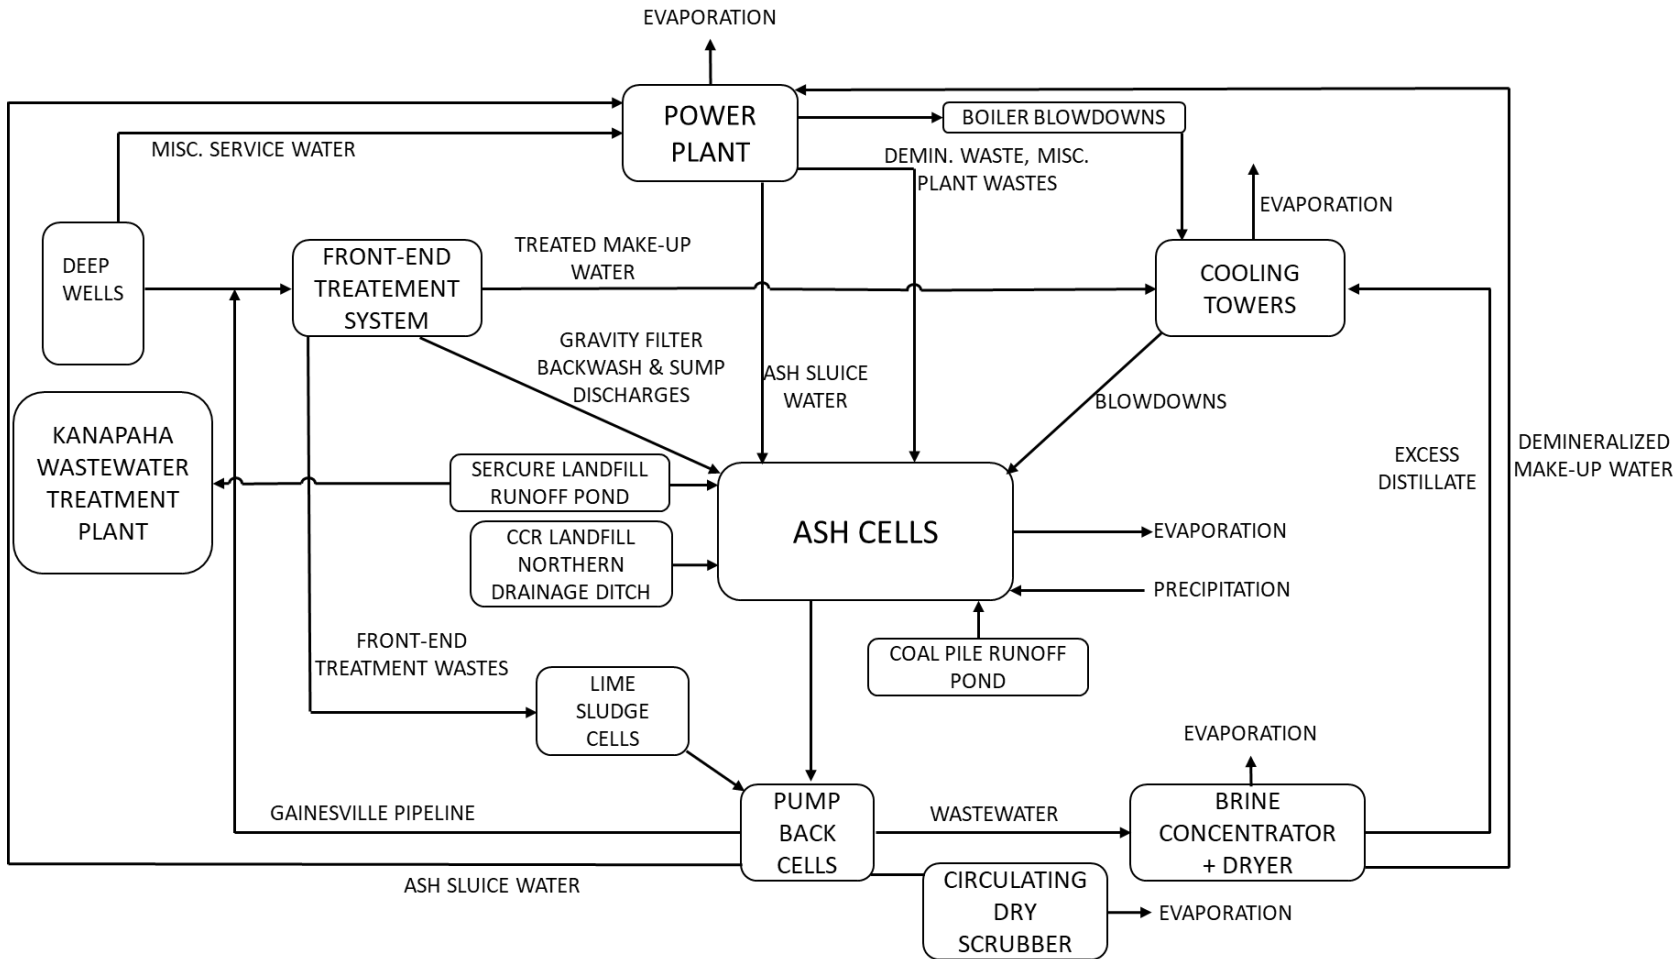 EVAPORATION
POWER
PLANT
BOILER BLOWDOWNS
MISC. SERVICE WATER
DEMIN. WASTE, MISC.
PLANT WASTES
EVAPORATION
DEEP
WELLS
FRONT-END
TREATEMENT
SYSTEM
TREATED MAKE-UP
WATER
COOLING
TOWERS
GRAVITY FILTER
BACKWASH & SUMP
DISCHARGES
ASH SLUICE
WATER
BLOWDOWNS
KANAPAHA
WASTEWATER
TREATMENT
PLANT
SERCURE LANDFILL
RUNOFF POND
EXCESS
DISTILLATE
DEMINERALIZED
MAKE-UP WATER
CCR LANDFILL
NORTHERN
DRAINAGE DITCH
ASH CELLS
EVAPORATION
PRECIPITATION
FRONT-END
TREATMENT WASTES
COAL PILE RUNOFF
POND
LIME
SLUDGE
CELLS
EVAPORATION
GAINESVILLE PIPELINE
PUMP
BACK
CELLS
WASTEWATER
BRINE
CONCENTRATOR
+ DRYER
ASH SLUICE WATER
CIRCULATING
DRY
SCRUBBER
EVAPORATION